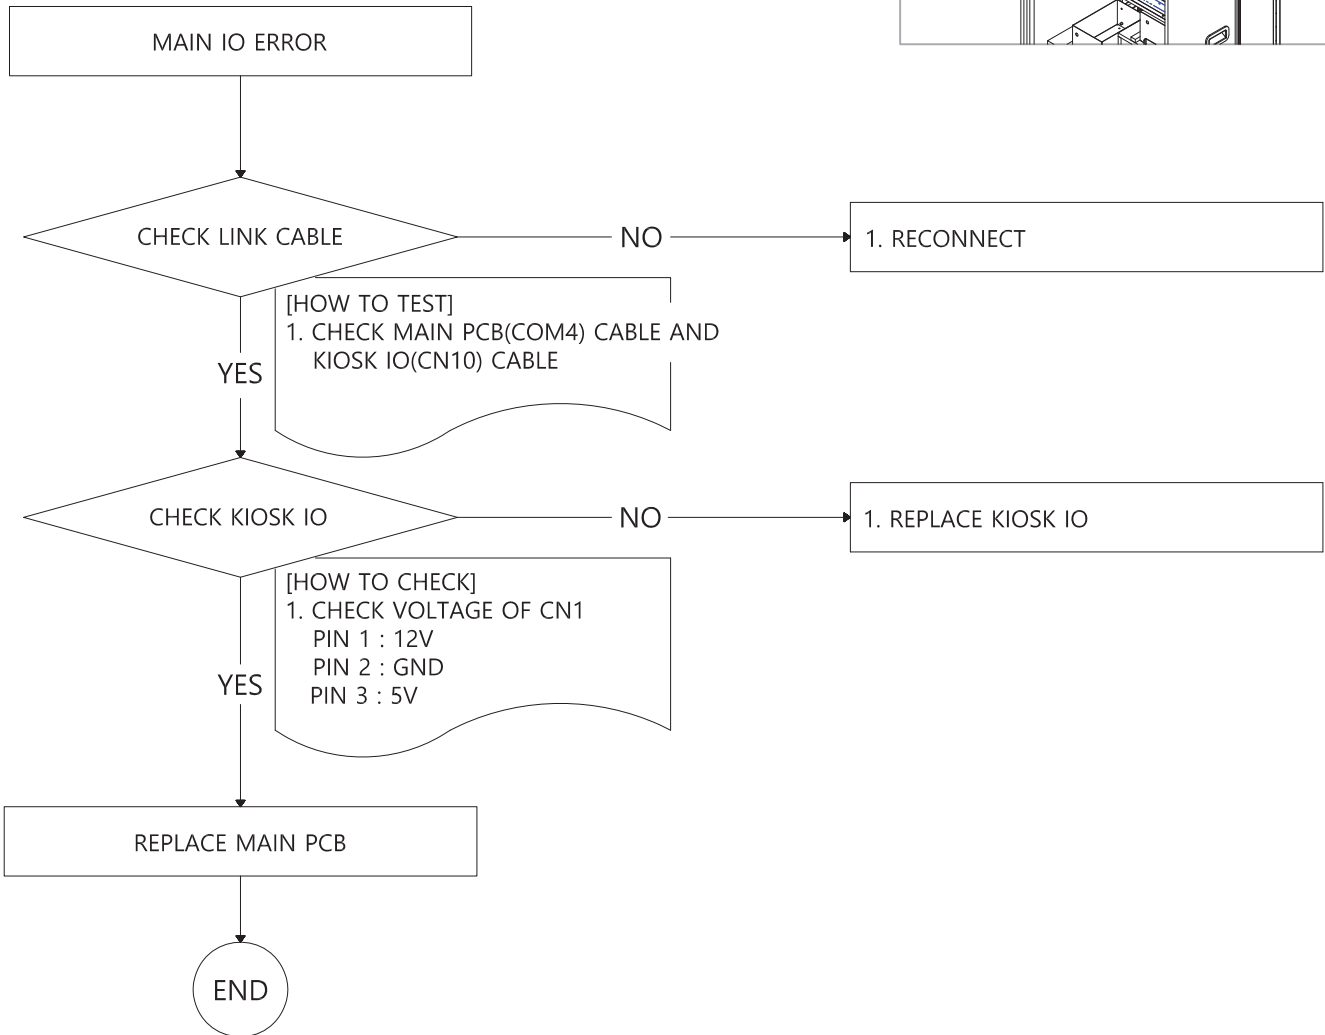 MAIN IO ERROR
CHECK LINK CABLE
NO
1. RECONNECT
[HOW TO TEST]
1. CHECK MAIN PCB(COM4) CABLE AND
KIOSK IO(CN10) CABLE
YES
CHECK KIOSK IO
NO
1. REPLACE KIOSK IO
[HOW TO CHECK]
1. CHECK VOLTAGE OF CN1
PIN 1 : 12V
PIN 2 : GND
PIN 3 : 5V
YES
REPLACE MAIN PCB
END